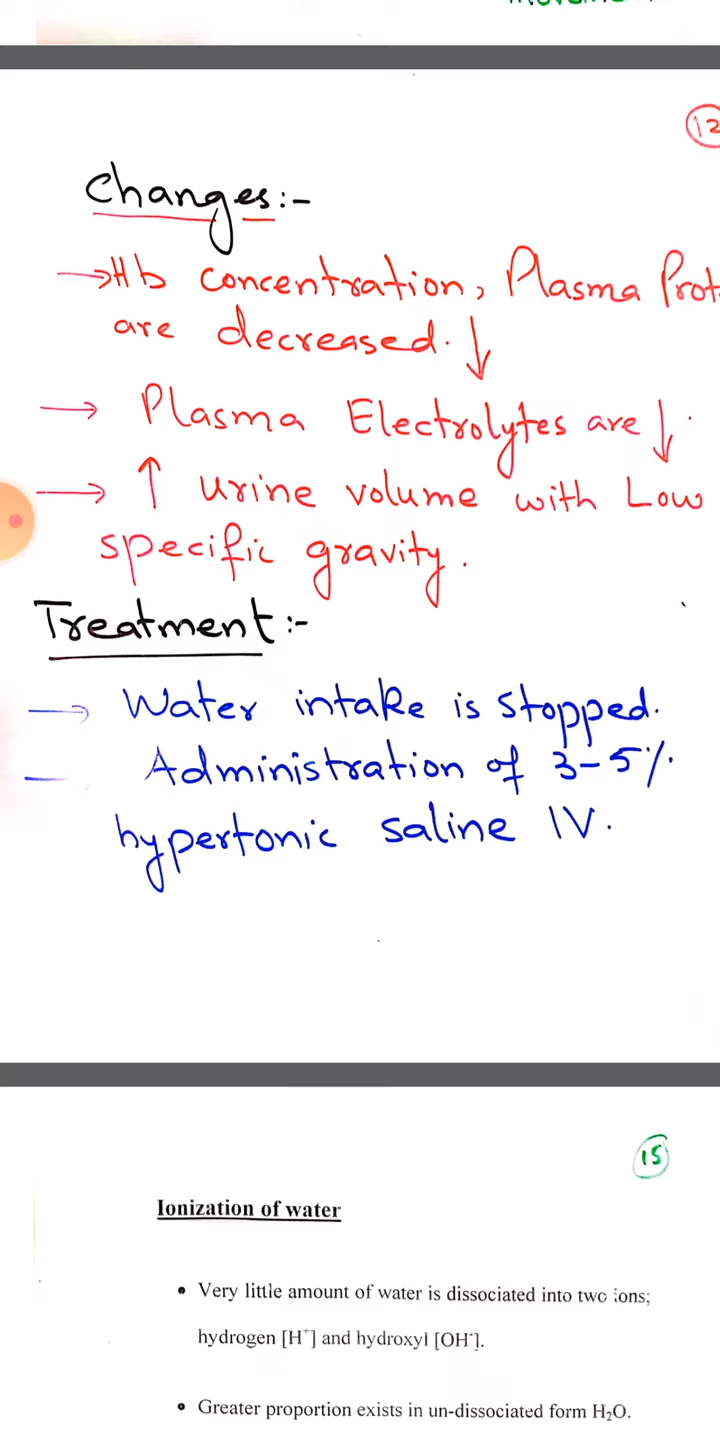 12
Changes:-
→ Hb concentration, Plasma Prot
are decreased. ↓
→ Plasma Electrolytes are ↓.
→ ↑ urine volume with Low
specific gravity.
Treatment:-
→ Water intake is stopped.
— Administration of 3-5%
hypertonic saline IV.
15
Ionization of water
• Very little amount of water is dissociated into two ions;
hydrogen [H⁺] and hydroxyl [OH⁻].
• Greater proportion exists in un-dissociated form H₂O.